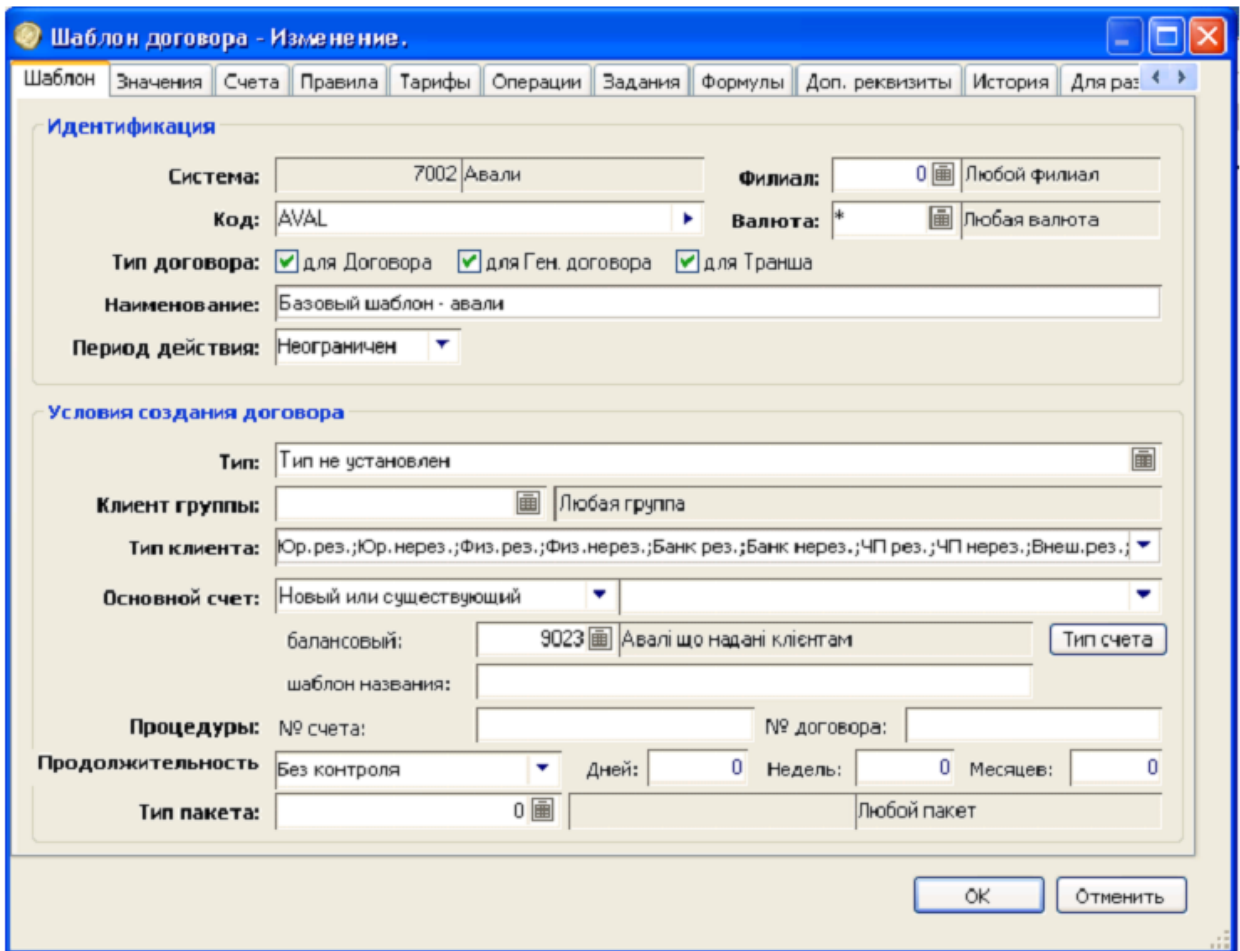 Шаблон договора - Изменение.
Шаблон Значения Счета Правила Тарифы Операции Задания Формулы Доп. реквизиты История Для раз
Идентификация
Система: 7002 Авали Филиал: 0 Любой филиал
Код: AVAL Валюта: * Любая валюта
Тип договора: для Договора для Ген. договора для Транша
Наименование: Базовый шаблон - авали
Период действия: Неограничен
Условия создания договора
Тип: Тип не установлен
Клиент группы: Любая группа
Тип клиента: Юр.рез.;Юр.нерез.;Физ.рез.;Физ.нерез.;Банк рез.;Банк нерез.;ЧП рез.;ЧП нерез.;Внеш.рез.;
Основной счет: Новый или существующий
балансовый: 9023 Авалі що надані клієнтам Тип счета
шаблон названия:
Процедуры: № счета: № договора:
Продолжительность Без контроля Дней: 0 Недель: 0 Месяцев: 0
Тип пакета: 0 Любой пакет
OK Отменить